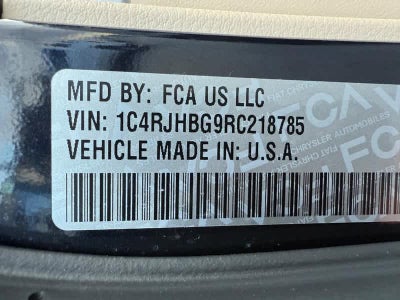 MFD BY: FCA US LLC
VIN: 1C4RJHBG9RC218785
VEHICLE MADE IN: U.S.A.